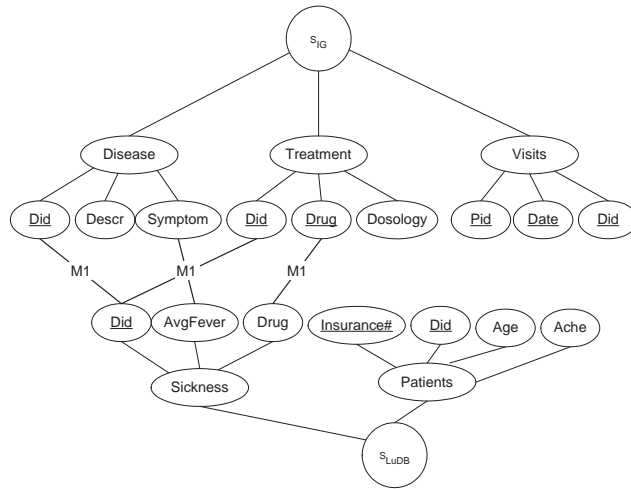 S_IG
Disease Treatment Visits
Did Descr Symptom Did Drug Dosology Pid Date Did
M1 M1 M1
Did AvgFever Drug Insurance# Did Age Ache
Sickness Patients
S_LuDB